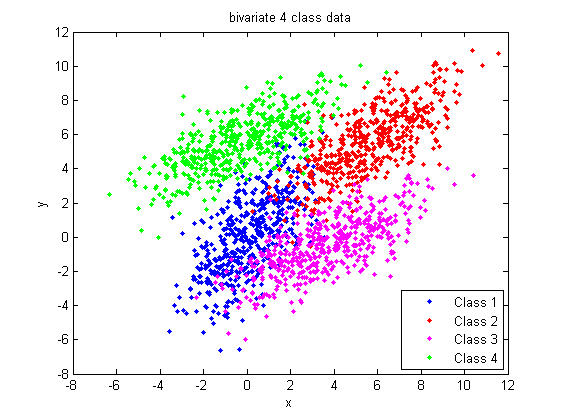 bivariate 4 class data
12
10
8
6
4
2
0
-2
-4
-6
-8
y
-8 -6 -4 -2 0 2 4 6 8 10 12
x
Class 1
Class 2
Class 3
Class 4